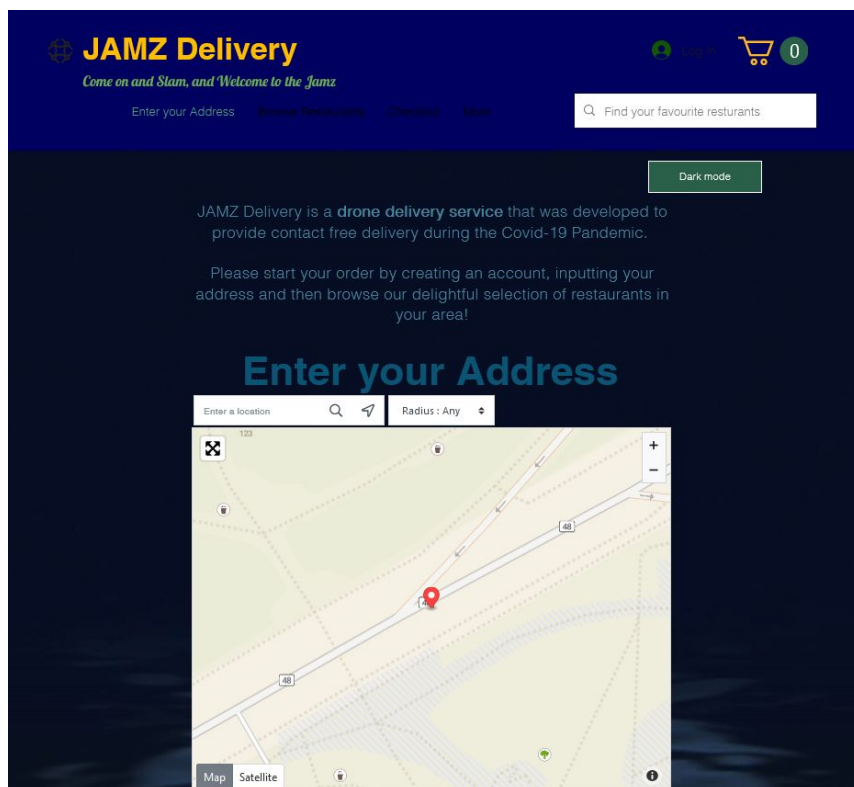 JAMZ Delivery
Log In
0
Come on and Slam, and Welcome to the Jamz
Enter your Address Browse Restaurants Checkout More
Find your favourite resturants
Dark mode
JAMZ Delivery is a drone delivery service that was developed to
provide contact free delivery during the Covid-19 Pandemic.
Please start your order by creating an account, inputting your
address and then browse our delightful selection of restaurants in
your area!
Enter your Address
Enter a location
Radius : Any
123
+
−
48
48
Map Satellite